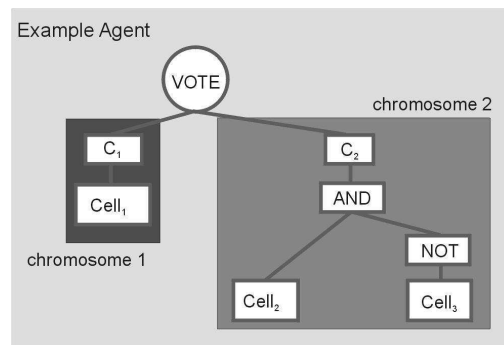 Example Agent
VOTE
chromosome 2
C₁
C₂
Cell₁
AND
NOT
chromosome 1
Cell₂
Cell₃